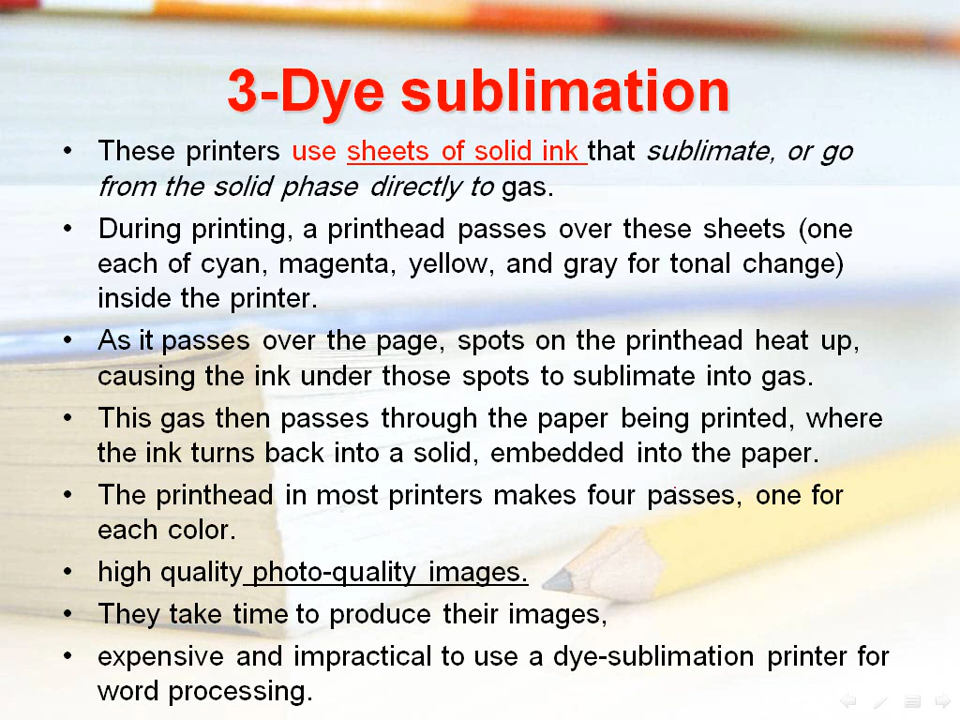 3-Dye sublimation
• These printers use sheets of solid ink that sublimate, or go
from the solid phase directly to gas.
• During printing, a printhead passes over these sheets (one
each of cyan, magenta, yellow, and gray for tonal change)
inside the printer.
• As it passes over the page, spots on the printhead heat up,
causing the ink under those spots to sublimate into gas.
• This gas then passes through the paper being printed, where
the ink turns back into a solid, embedded into the paper.
• The printhead in most printers makes four passes, one for
each color.
• high quality photo-quality images.
• They take time to produce their images,
• expensive and impractical to use a dye-sublimation printer for
word processing.